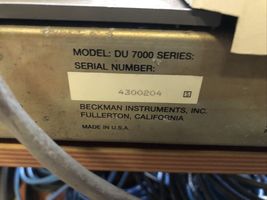 MODEL: DU 7000 SERIES:
SERIAL NUMBER:
4300204
BECKMAN INSTRUMENTS, INC.
FULLERTON, CALIFORNIA
MADE IN U.S.A.